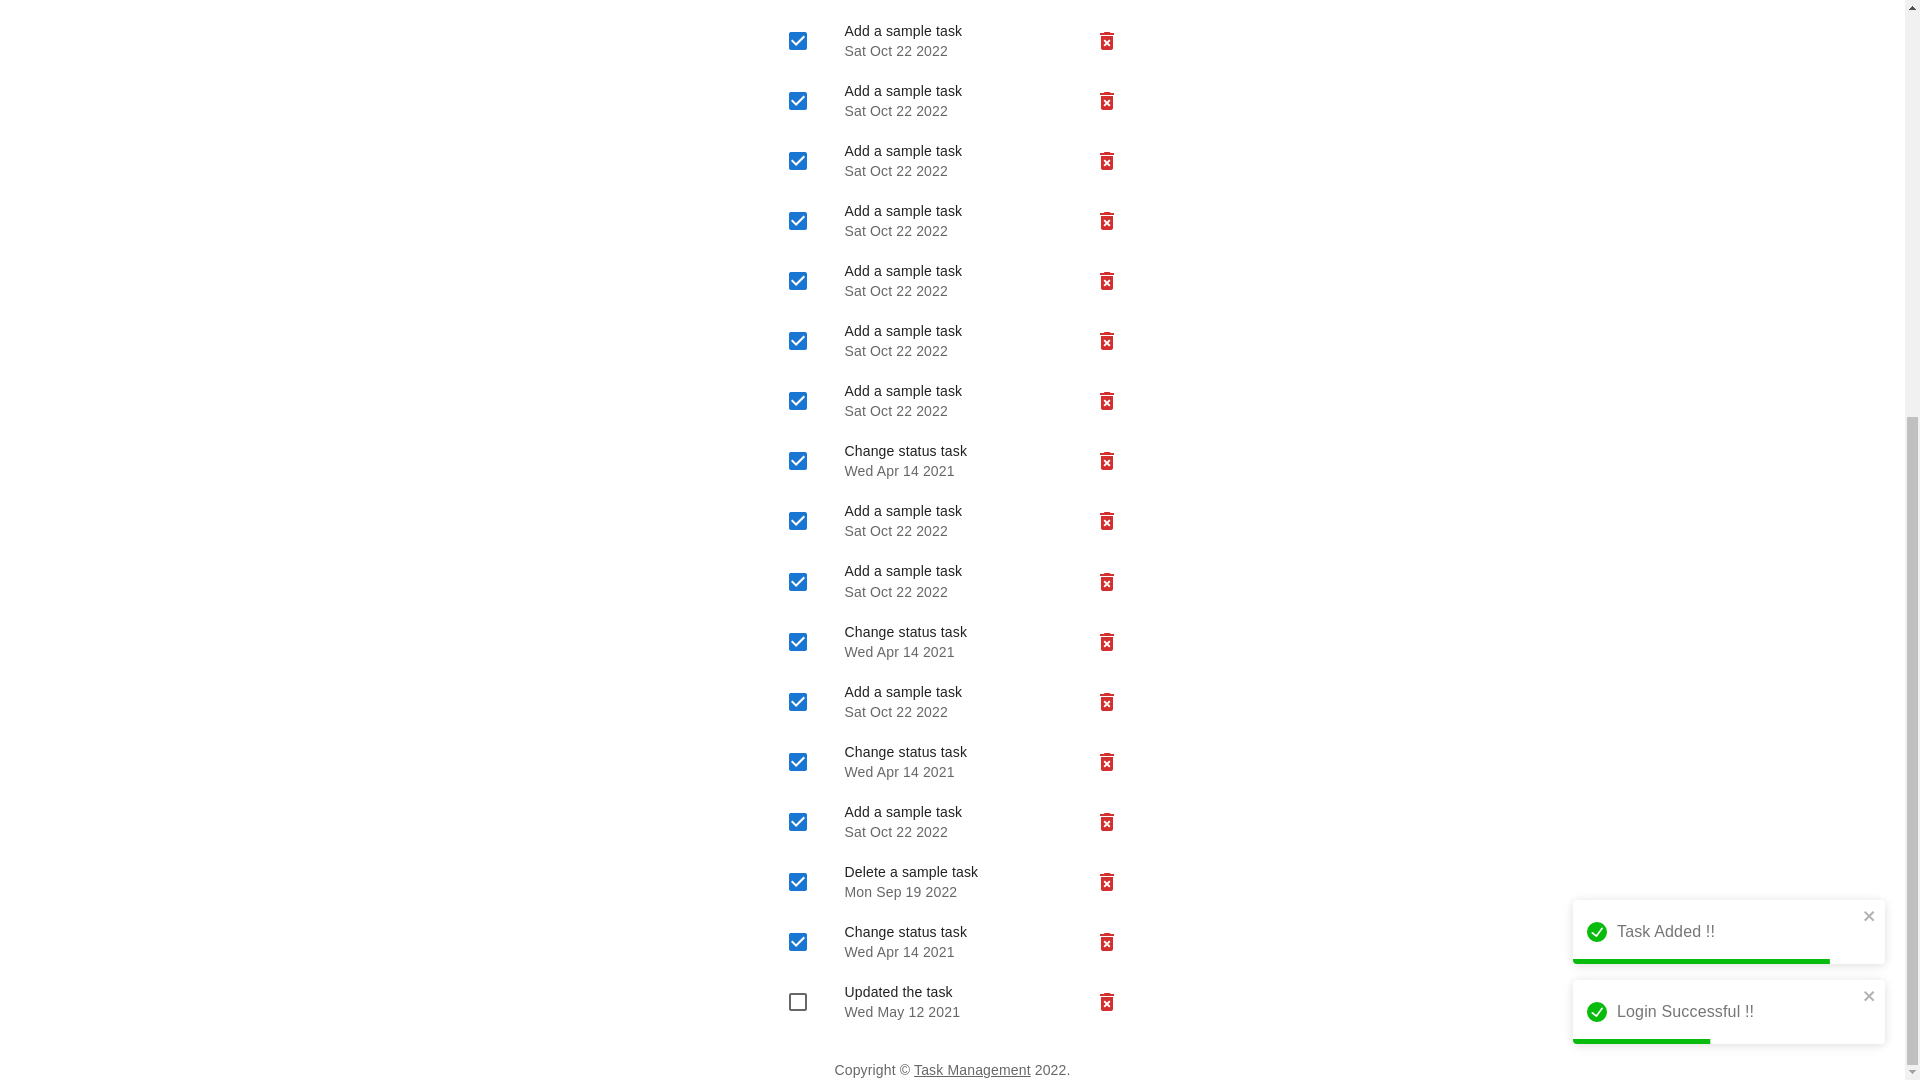 Add a sample task
Sat Oct 22 2022
Add a sample task
Sat Oct 22 2022
Add a sample task
Sat Oct 22 2022
Add a sample task
Sat Oct 22 2022
Add a sample task
Sat Oct 22 2022
Add a sample task
Sat Oct 22 2022
Add a sample task
Sat Oct 22 2022
Change status task
Wed Apr 14 2021
Add a sample task
Sat Oct 22 2022
Add a sample task
Sat Oct 22 2022
Change status task
Wed Apr 14 2021
Add a sample task
Sat Oct 22 2022
Change status task
Wed Apr 14 2021
Add a sample task
Sat Oct 22 2022
Delete a sample task
Mon Sep 19 2022
Change status task
Wed Apr 14 2021
Updated the task
Wed May 12 2021
Task Added !!
Login Successful !!
Copyright © Task Management 2022.